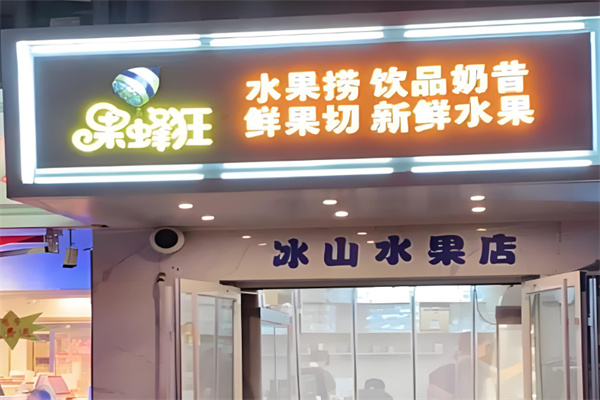 果蜂狂
水果捞 饮品奶昔
鲜果切 新鲜水果
冰山水果店